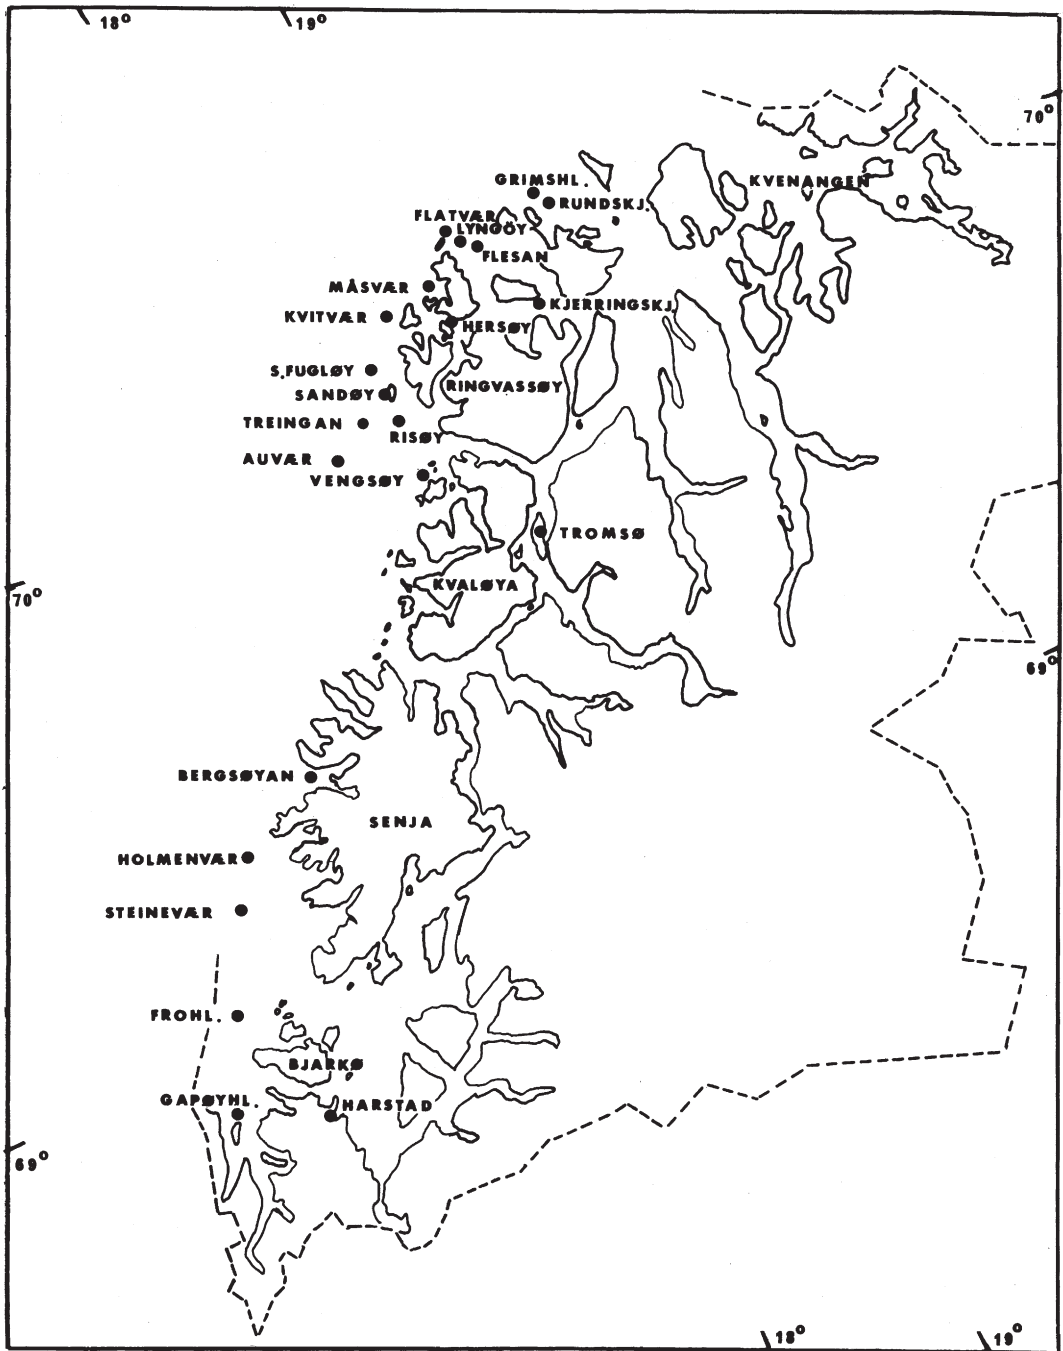 18°
19°
70°
GRIMSHL.
KVENANGEN
RUNDSKJ.
FLATVÆR
LYNGÖY
FLESAN
MÅSVÆR
KJERRINGSKJ.
KVITVÆR
HERSØY
S.FUGLØY
RINGVASSØY
SANDØY
TREINGAN
RISØY
AUVÆR
VENGSØY
TROMSØ
KVALØYA
70°
69°
BERGSØYAN
SENJA
HOLMENVÆR
STEINEVÆR
FROHL.
BJARKØ
GAPØYHL.
HARSTAD
69°
18°
19°